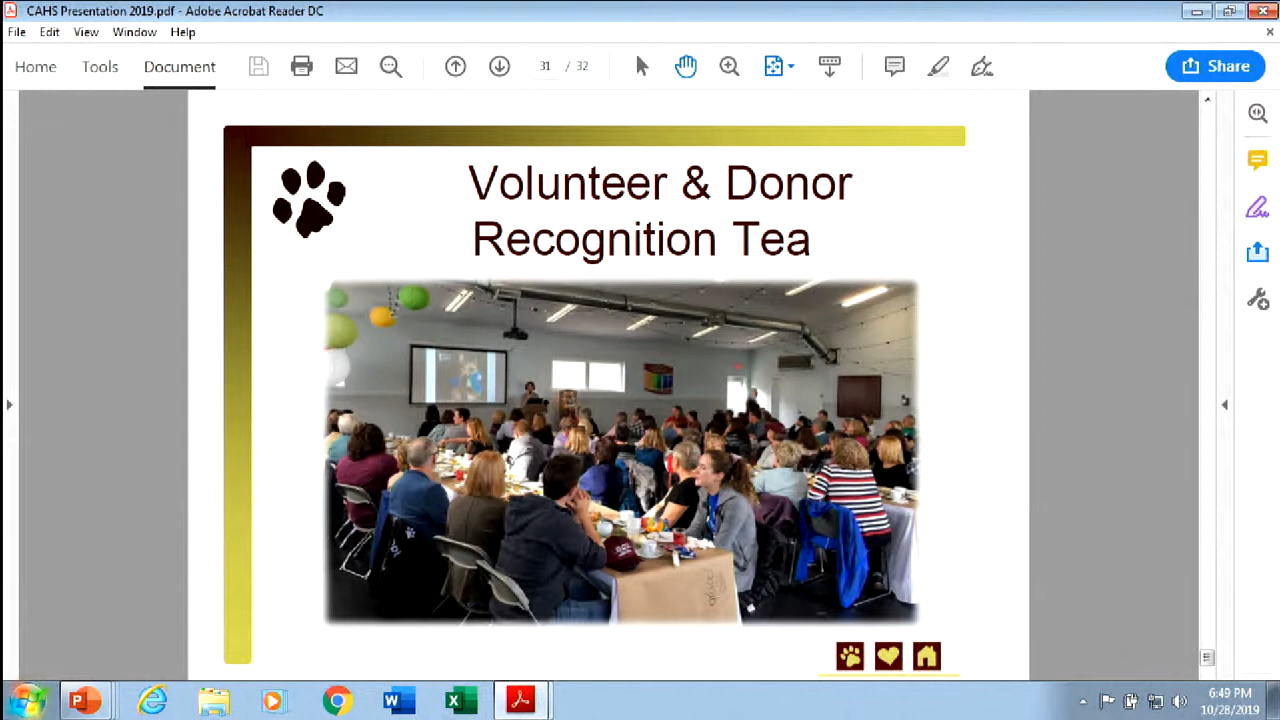 CAHS Presentation 2019.pdf - Adobe Acrobat Reader DC
File Edit View Window Help
Home Tools Document 31 / 32 Share
Volunteer & Donor
Recognition Tea
6:49 PM
10/28/2019